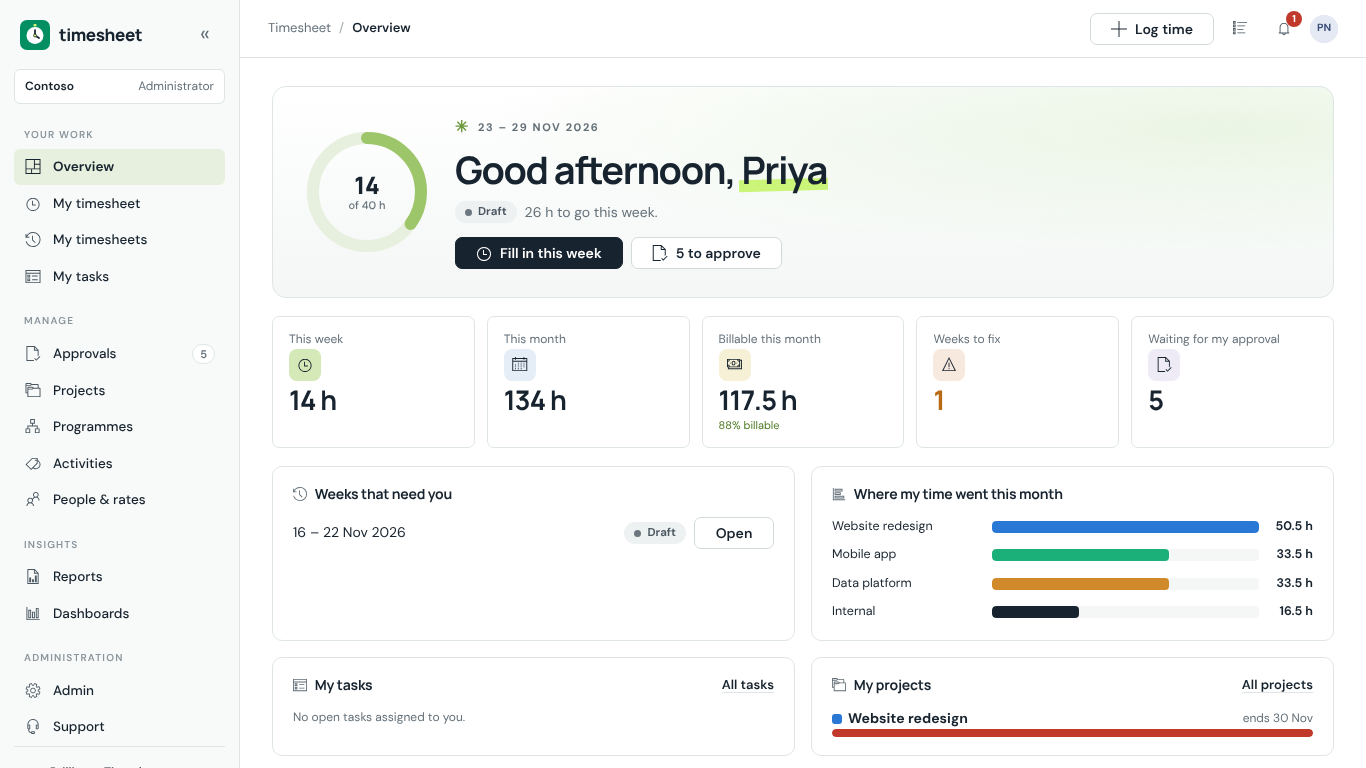 timesheet
«
Contoso
Administrator
YOUR WORK
Overview
My timesheet
My timesheets
My tasks
MANAGE
Approvals
5
Projects
Programmes
Activities
People & rates
INSIGHTS
Reports
Dashboards
ADMINISTRATION
Admin
Support
Timesheet / Overview
Log time
1
PN
14
of 40 h
23 – 29 NOV 2026
Good afternoon, Priya
Draft
26 h to go this week.
Fill in this week
5 to approve
This week
14 h
This month
134 h
Billable this month
117.5 h
88% billable
Weeks to fix
1
Waiting for my approval
5
Weeks that need you
16 – 22 Nov 2026
Draft
Open
Where my time went this month
Website redesign
50.5 h
Mobile app
33.5 h
Data platform
33.5 h
Internal
16.5 h
My tasks
All tasks
No open tasks assigned to you.
My projects
All projects
Website redesign
ends 30 Nov